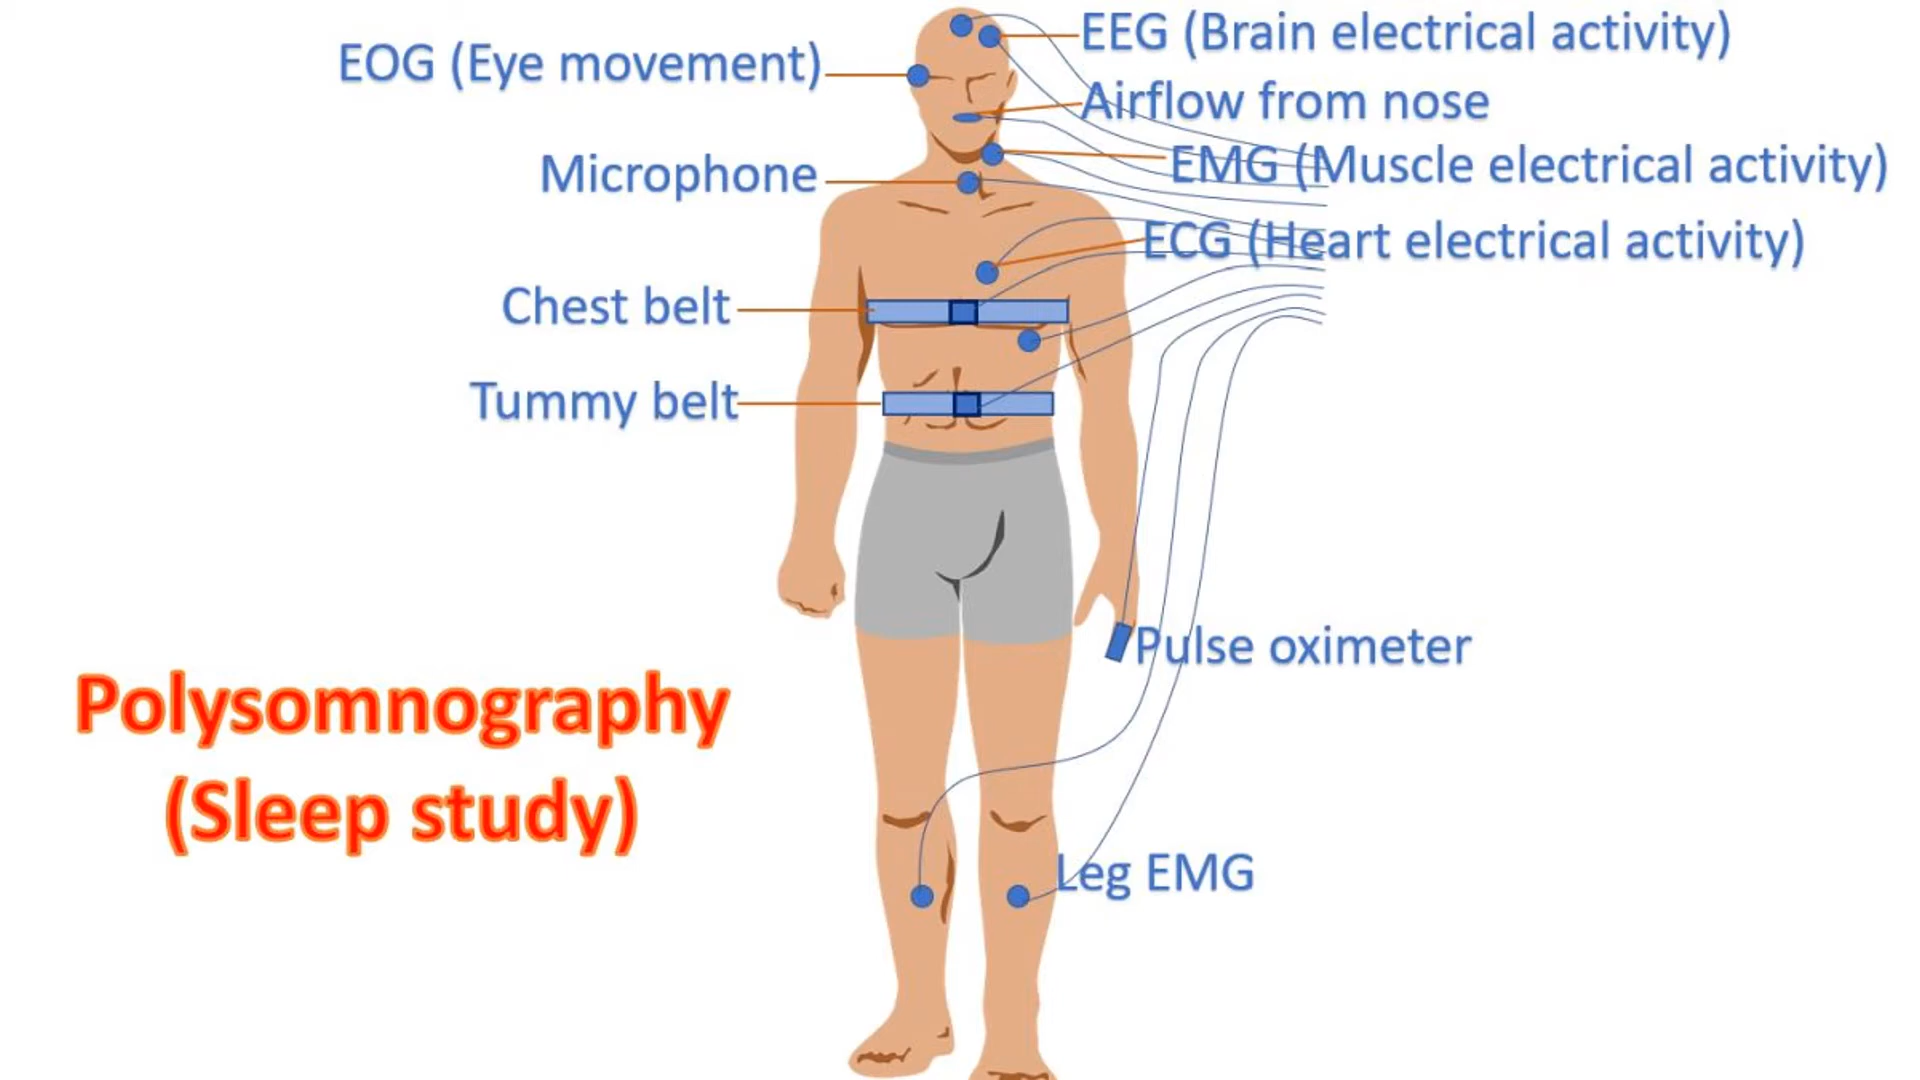 EEG (Brain electrical activity)
EOG (Eye movement)
Airflow from nose
EMG (Muscle electrical activity)
Microphone
ECG (Heart electrical activity)
Chest belt
Tummy belt
Pulse oximeter
Polysomnography
(Sleep study)
Leg EMG